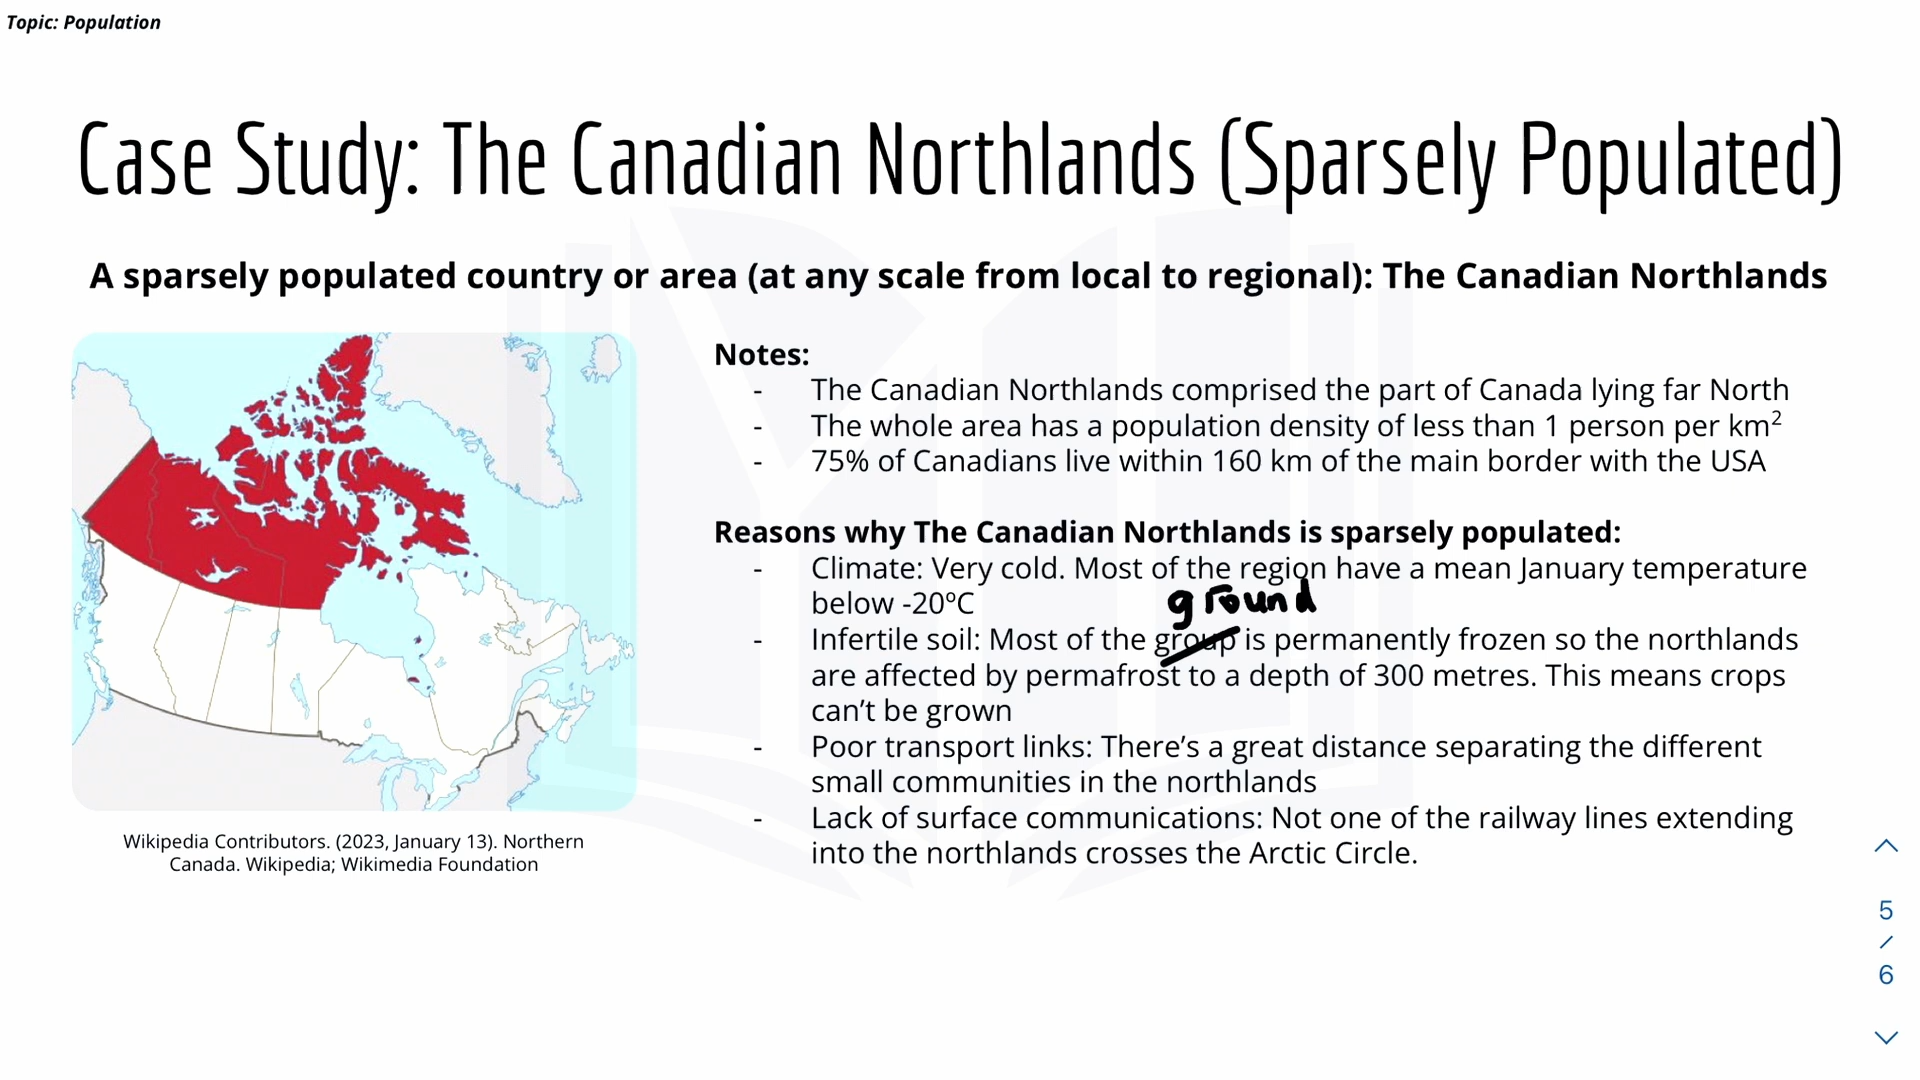 Topic: Population
Case Study: The Canadian Northlands (Sparsely Populated)
A sparsely populated country or area (at any scale from local to regional): The Canadian Northlands
Notes:
- The Canadian Northlands comprised the part of Canada lying far North
- The whole area has a population density of less than 1 person per km²
- 75% of Canadians live within 160 km of the main border with the USA
Reasons why The Canadian Northlands is sparsely populated:
- Climate: Very cold. Most of the region have a mean January temperature
below -20ºC
ground
- Infertile soil: Most of the group is permanently frozen so the northlands
are affected by permafrost to a depth of 300 metres. This means crops
can’t be grown
- Poor transport links: There’s a great distance separating the different
small communities in the northlands
- Lack of surface communications: Not one of the railway lines extending
into the northlands crosses the Arctic Circle.
Wikipedia Contributors. (2023, January 13). Northern
Canada. Wikipedia; Wikimedia Foundation
5
/
6